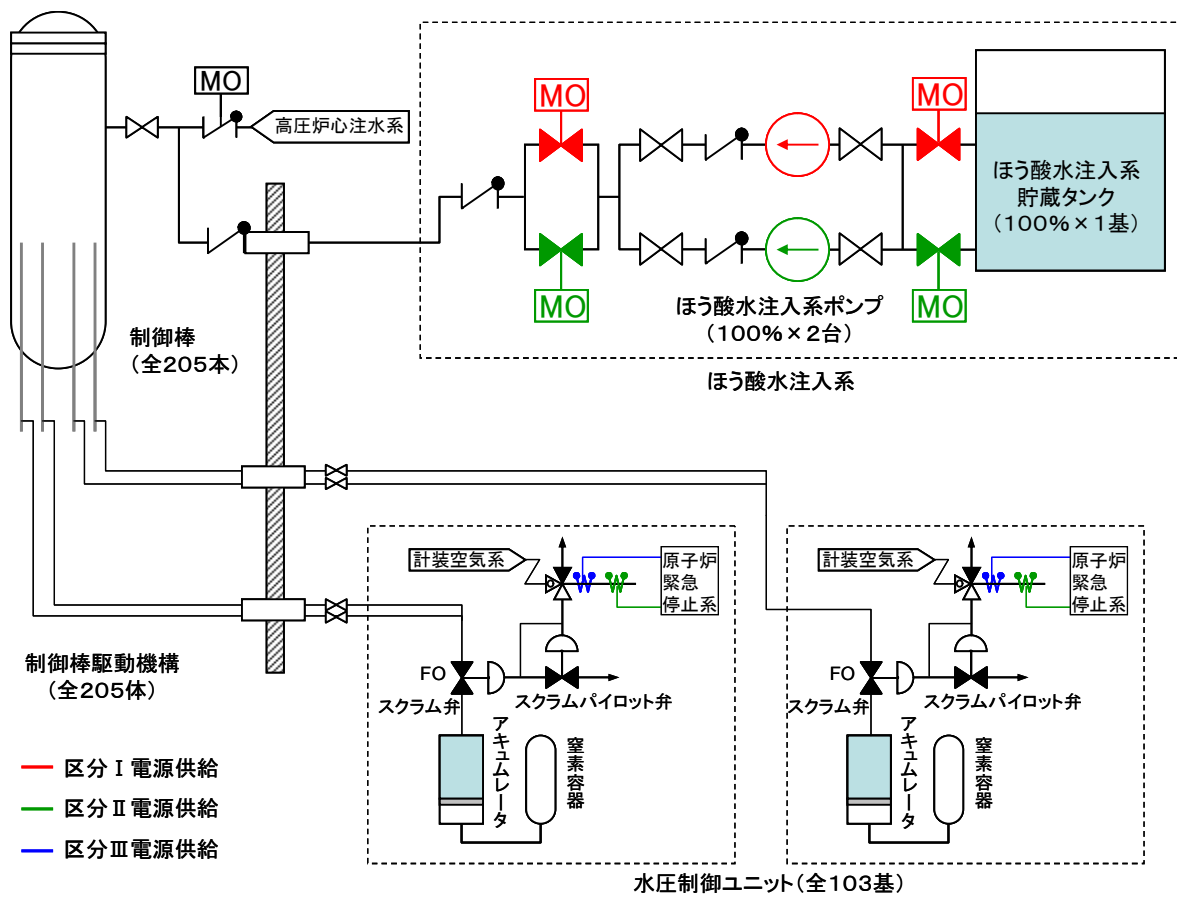 MO
高圧炉心注水系
MO
MO
MO
MO
ほう酸水注入系
貯蔵タンク
(100%×1基)
ほう酸水注入系ポンプ
(100%×2台)
ほう酸水注入系
制御棒
(全205本)
制御棒駆動機構
(全205体)
計装空気系
原子炉
緊急
停止系
FO
スクラム弁
スクラムパイロット弁
アキュムレータ
窒素容器
計装空気系
原子炉
緊急
停止系
FO
スクラム弁
スクラムパイロット弁
アキュムレータ
窒素容器
区分Ⅰ電源供給
区分Ⅱ電源供給
区分Ⅲ電源供給
水圧制御ユニット(全103基)